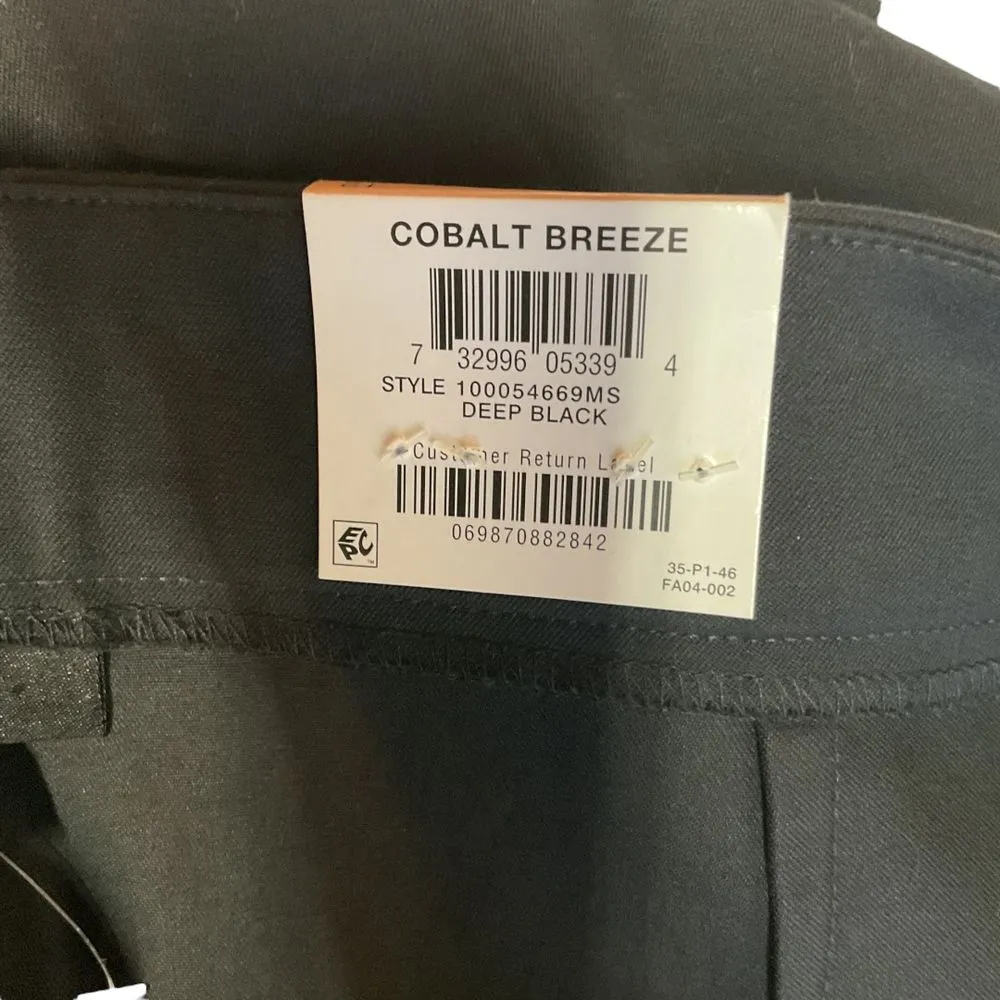 COBALT BREEZE
7 32996 05339 4
STYLE 100054669MS
DEEP BLACK
Customer Return Label
069870882842
EPC™
35-P1-46
FA04-002